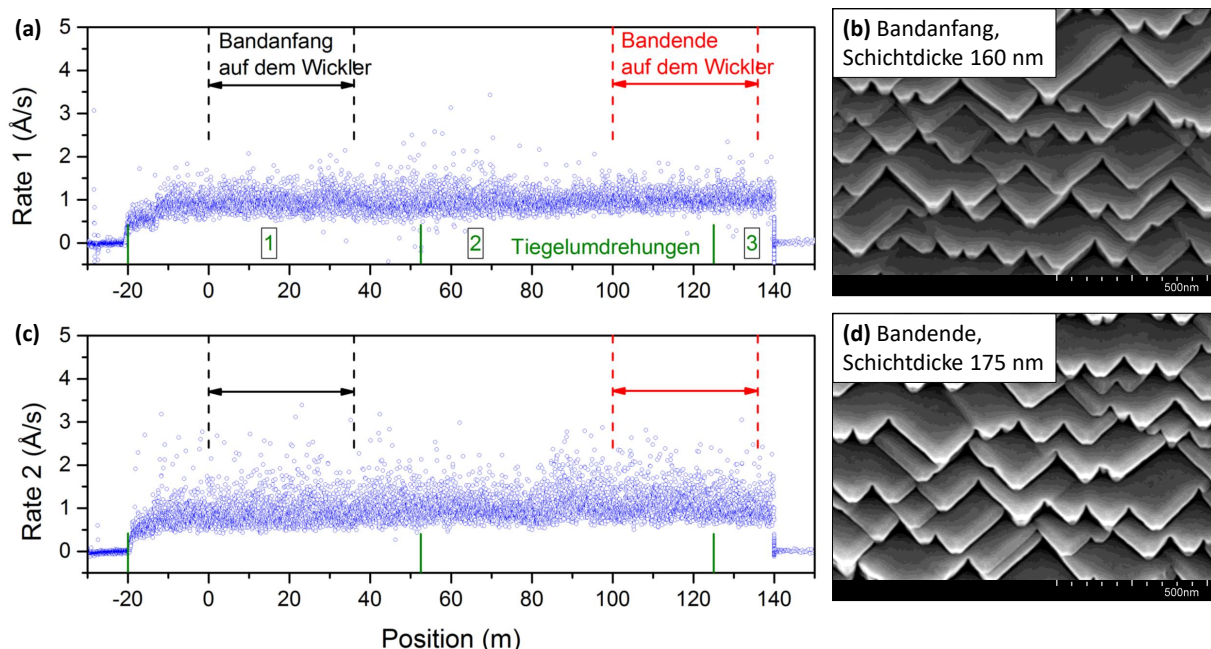 (a)
Rate 1 (Å/s)
5
4
3
2
1
0
Bandanfang
auf dem Wickler
Bandende
auf dem Wickler
1
2
Tiegelumdrehungen
3
-20 0 20 40 60 80 100 120 140
(b) Bandanfang,
Schichtdicke 160 nm
500nm
(c)
Rate 2 (Å/s)
5
4
3
2
1
0
-20 0 20 40 60 80 100 120 140
Position (m)
(d) Bandende,
Schichtdicke 175 nm
500nm